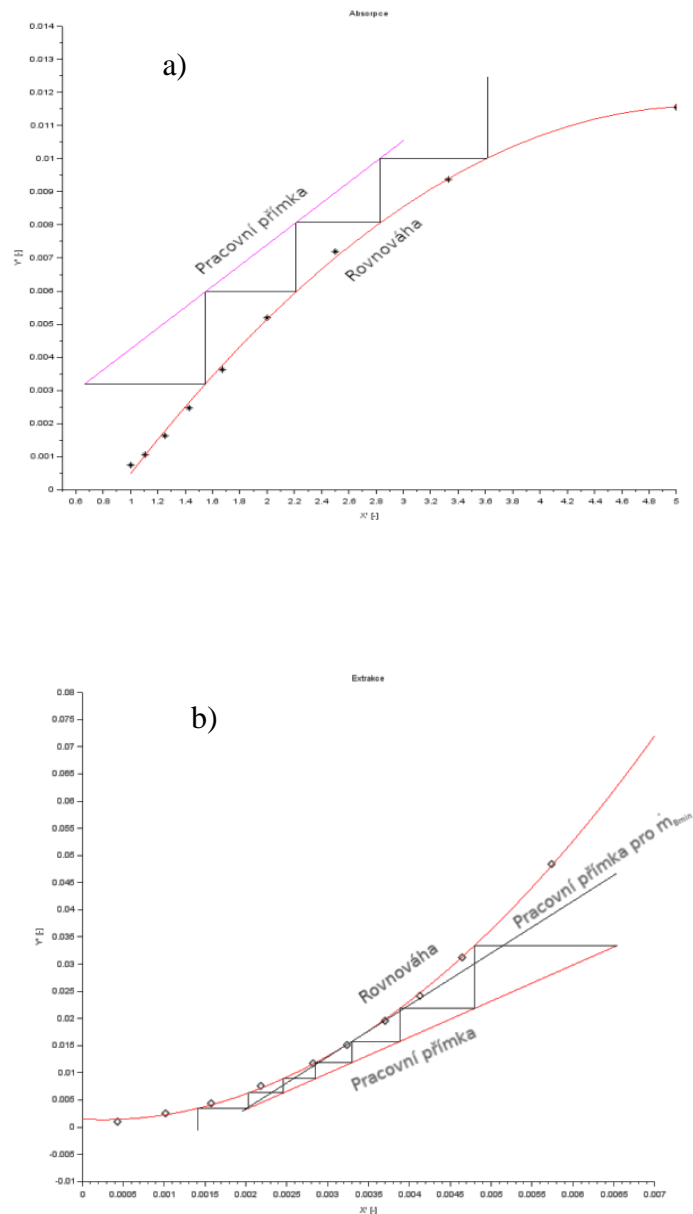 Absorpce
a)
0.014
0.013
0.012
0.011
0.01
0.009
0.008
0.007
0.006
0.005
0.004
0.003
0.002
0.001
0
Y' [-]
Pracovní přímka
Rovnováha
0.6 0.8 1 1.2 1.4 1.6 1.8 2 2.2 2.4 2.6 2.8 3 3.2 3.4 3.6 3.8 4 4.2 4.4 4.6 4.8 5
X' [-]
Extrakce
b)
0.08
0.075
0.07
0.065
0.06
0.055
0.05
0.045
0.04
0.035
0.03
0.025
0.02
0.015
0.01
0.005
0
-0.005
-0.01
Y' [-]
Pracovní přímka pro ṁBmin
Rovnováha
Pracovní přímka
0 0.0005 0.001 0.0015 0.002 0.0025 0.003 0.0035 0.004 0.0045 0.005 0.0055 0.006 0.0065 0.007
X' [-]